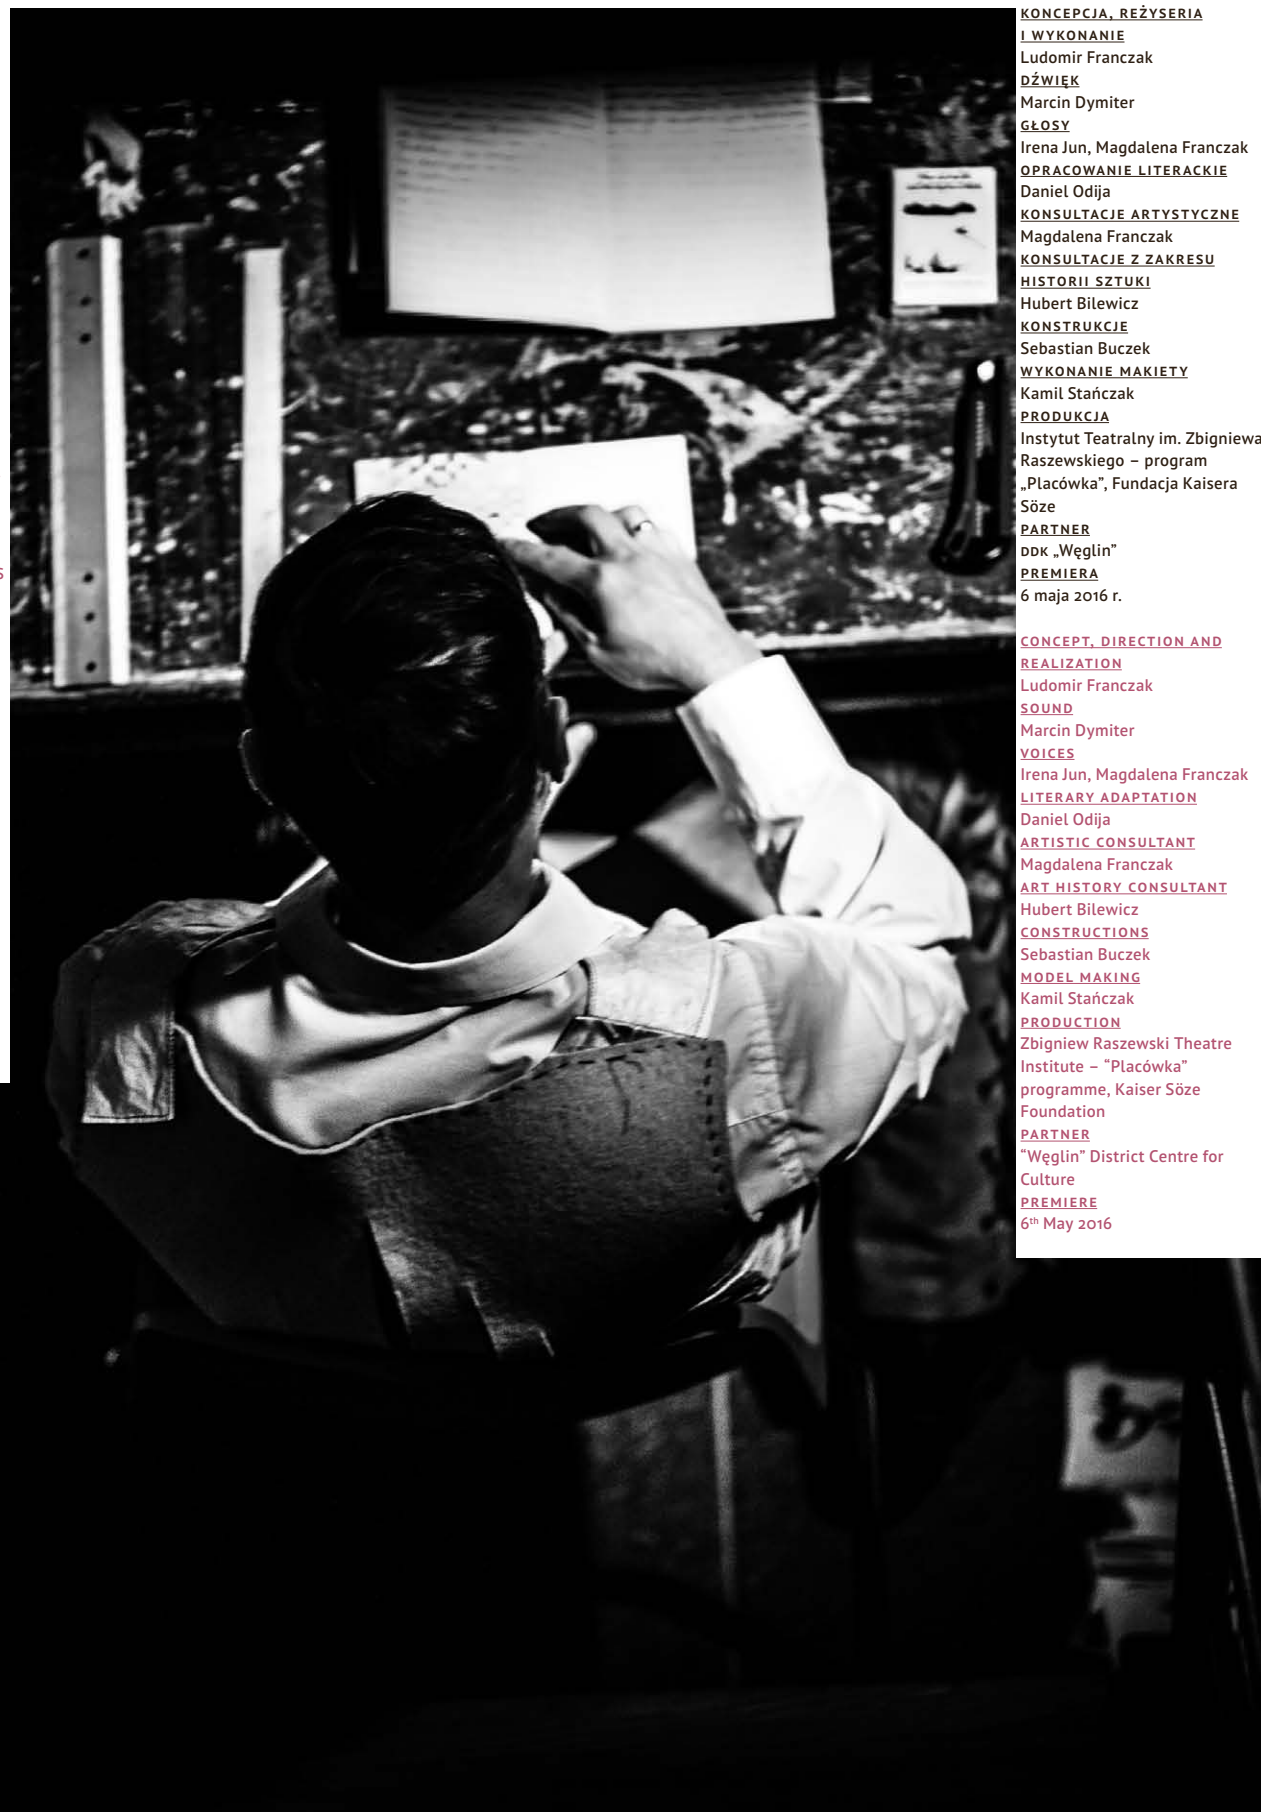 KONCEPCJA, REŻYSERIA
I WYKONANIE
Ludomir Franczak
DŹWIĘK
Marcin Dymiter
GŁOSY
Irena Jun, Magdalena Franczak
OPRACOWANIE LITERACKIE
Daniel Odija
KONSULTACJE ARTYSTYCZNE
Magdalena Franczak
KONSULTACJE Z ZAKRESU
HISTORII SZTUKI
Hubert Bilewicz
KONSTRUKCJE
Sebastian Buczek
WYKONANIE MAKIETY
Kamil Stańczak
PRODUKCJA
Instytut Teatralny im. Zbigniewa
Raszewskiego – program
„Placówka”, Fundacja Kaisera
Söze
PARTNER
DDK „Węglin”
PREMIERA
6 maja 2016 r.
CONCEPT, DIRECTION AND
REALIZATION
Ludomir Franczak
SOUND
Marcin Dymiter
VOICES
Irena Jun, Magdalena Franczak
LITERARY ADAPTATION
Daniel Odija
ARTISTIC CONSULTANT
Magdalena Franczak
ART HISTORY CONSULTANT
Hubert Bilewicz
CONSTRUCTIONS
Sebastian Buczek
MODEL MAKING
Kamil Stańczak
PRODUCTION
Zbigniew Raszewski Theatre
Institute – “Placówka”
programme, Kaiser Söze
Foundation
PARTNER
“Węglin” District Centre for
Culture
PREMIERE
6th May 2016